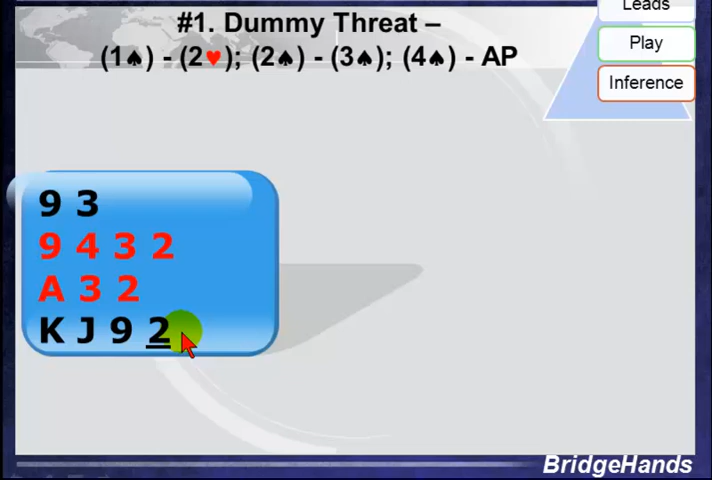 #1. Dummy Threat –
(1♠) - (2♥); (2♠) - (3♠); (4♠) - AP
Leads
Play
Inference
9 3
9 4 3 2
A 3 2
K J 9 2
BridgeHands